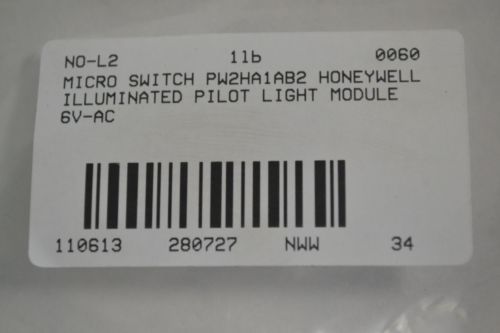 NO-L2 1lb 0060
MICRO SWITCH PW2HA1AB2 HONEYWELL
ILLUMINATED PILOT LIGHT MODULE
6V-AC
110613 280727 NWW 34